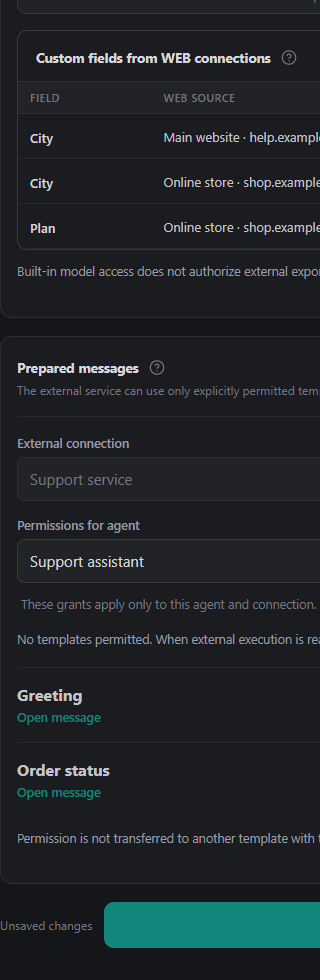 Custom fields from WEB connections ?
FIELD WEB SOURCE
City Main website · help.example
City Online store · shop.example
Plan Online store · shop.example
Built-in model access does not authorize external expor
Prepared messages ?
The external service can use only explicitly permitted tem
External connection
Support service
Permissions for agent
Support assistant
These grants apply only to this agent and connection.
No templates permitted. When external execution is rea
Greeting
Open message
Order status
Open message
Permission is not transferred to another template with t
Unsaved changes